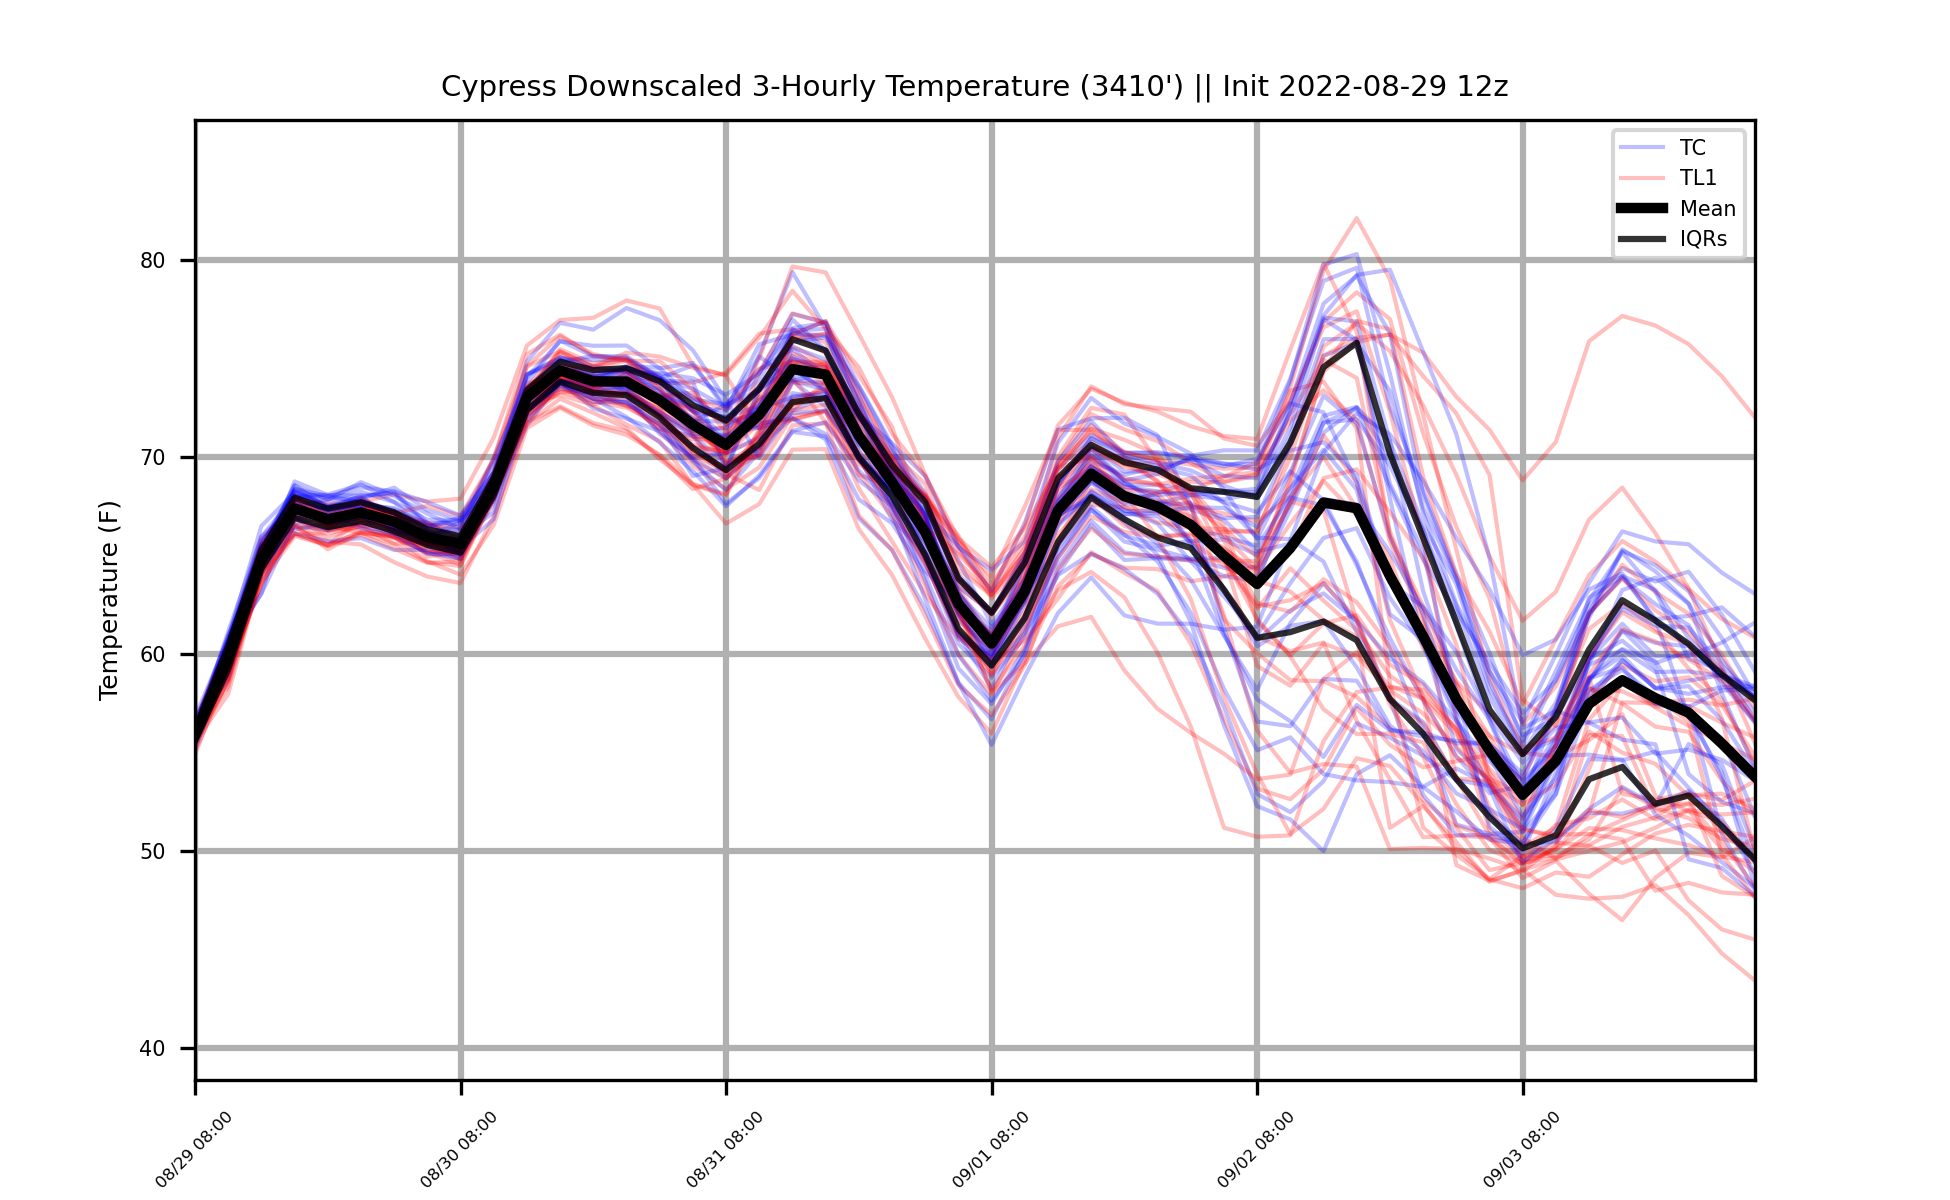 Cypress Downscaled 3-Hourly Temperature (3410') || Init 2022-08-29 12z
TC
TL1
Mean
IQRs
Temperature (F)
80
70
60
50
40
08/29 08:00
08/30 08:00
08/31 08:00
09/01 08:00
09/02 08:00
09/03 08:00